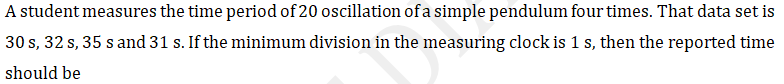 A student measures the time period of 20 oscillation of a simple pendulum four times. That data set is
30 s, 32 s, 35 s and 31 s. If the minimum division in the measuring clock is 1 s, then the reported time
should be